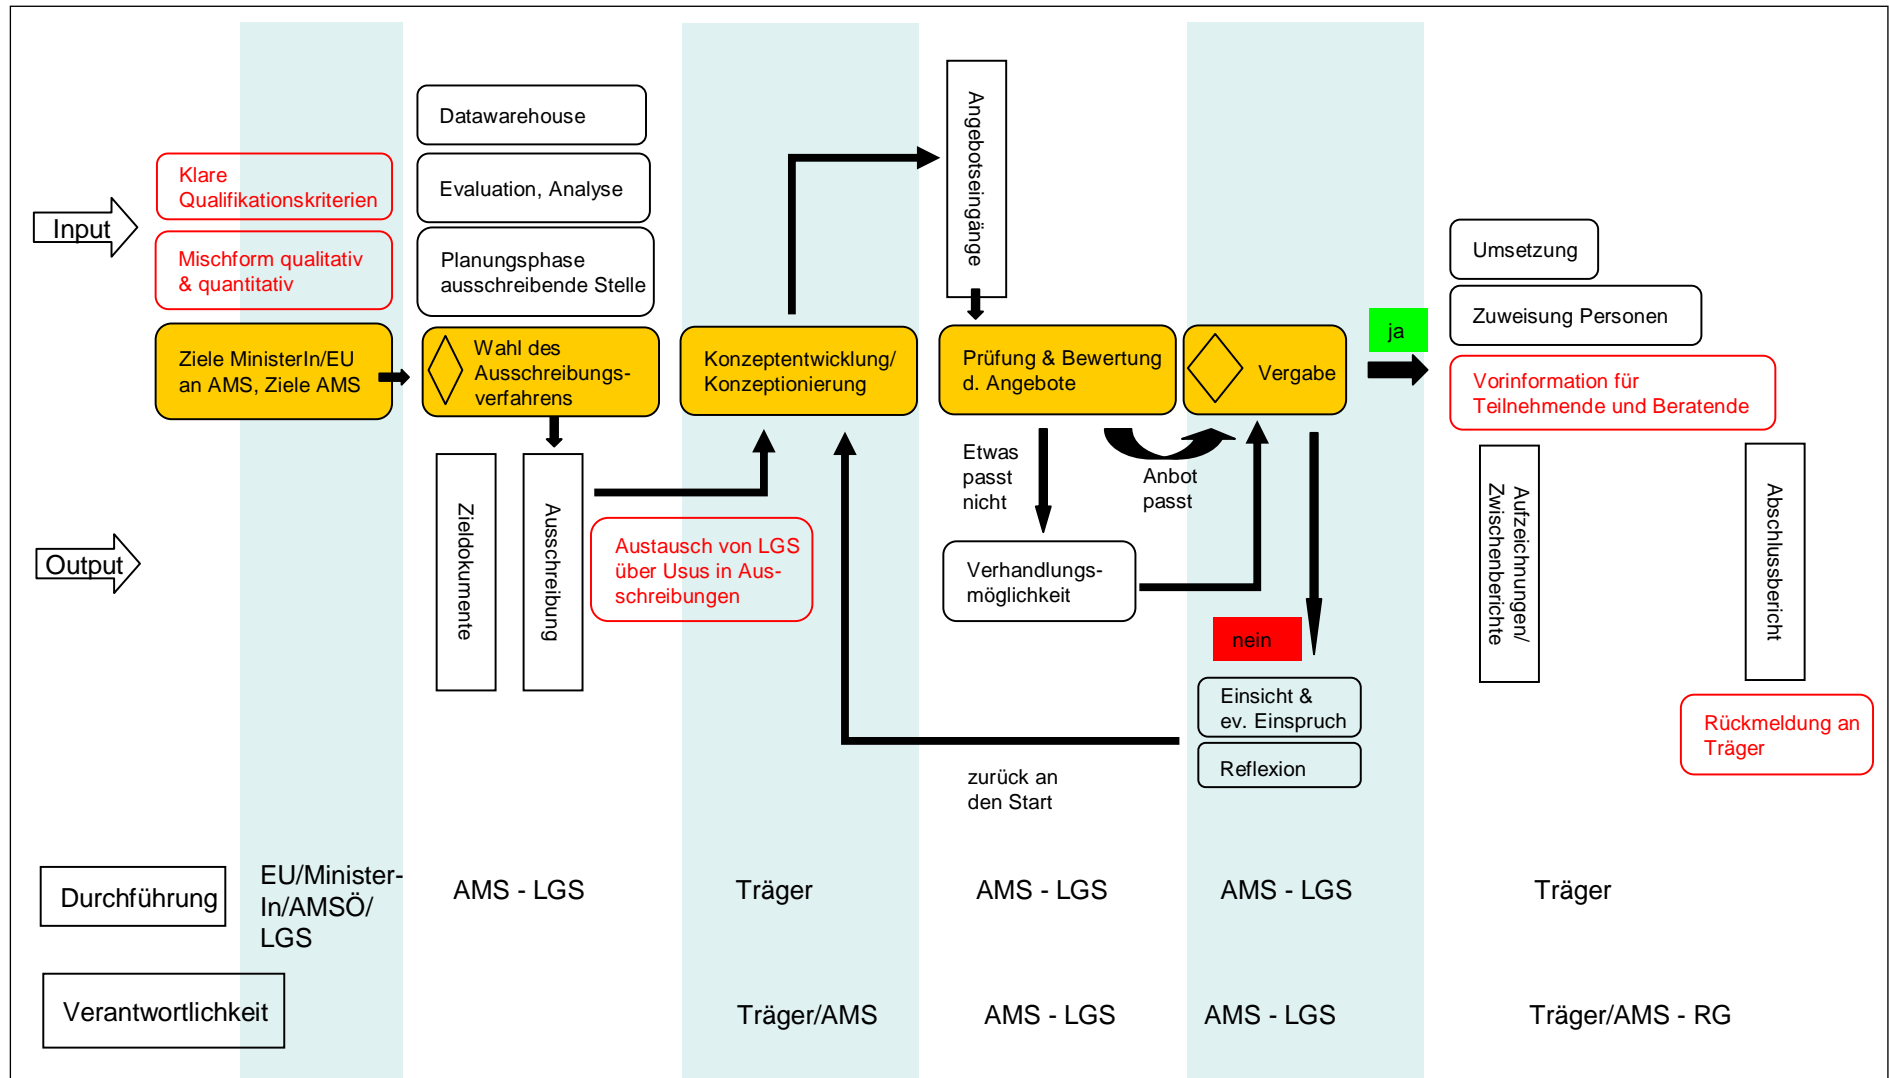 Input
Klare
Qualifikationskriterien
Mischform qualitativ
& quantitativ
Ziele MinisterIn/EU
an AMS, Ziele AMS
Datawarehouse
Evaluation, Analyse
Planungsphase
ausschreibende Stelle
Wahl des
Ausschreibungs-
verfahrens
Konzeptentwicklung/
Konzeptionierung
Angebotseingänge
Prüfung & Bewertung
d. Angebote
Vergabe
ja
Umsetzung
Zuweisung Personen
Vorinformation für
Teilnehmende und Beratende
Output
Zieldokumente
Ausschreibung
Austausch von LGS
über Usus in Aus-
schreibungen
Etwas
passt
nicht
Anbot
passt
Verhandlungs-
möglichkeit
nein
Einsicht &
ev. Einspruch
Reflexion
zurück an
den Start
Aufzeichnungen/
Zwischenberichte
Abschlussbericht
Rückmeldung an
Träger
Durchführung
EU/Minister-
In/AMSÖ/
LGS
AMS - LGS
Träger
AMS - LGS
AMS - LGS
Träger
Verantwortlichkeit
Träger/AMS
AMS - LGS
AMS - LGS
Träger/AMS - RG